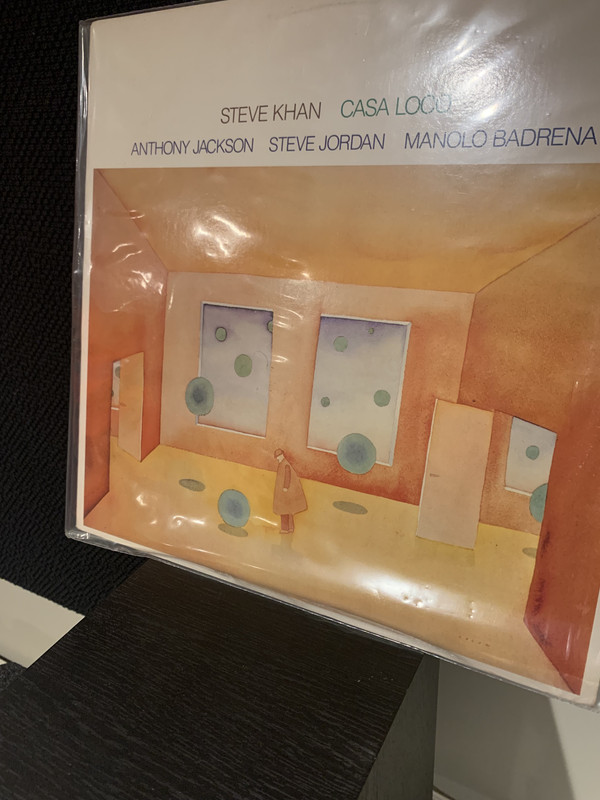 STEVE KHAN CASA LOCO
ANTHONY JACKSON STEVE JORDAN MANOLO BADRENA